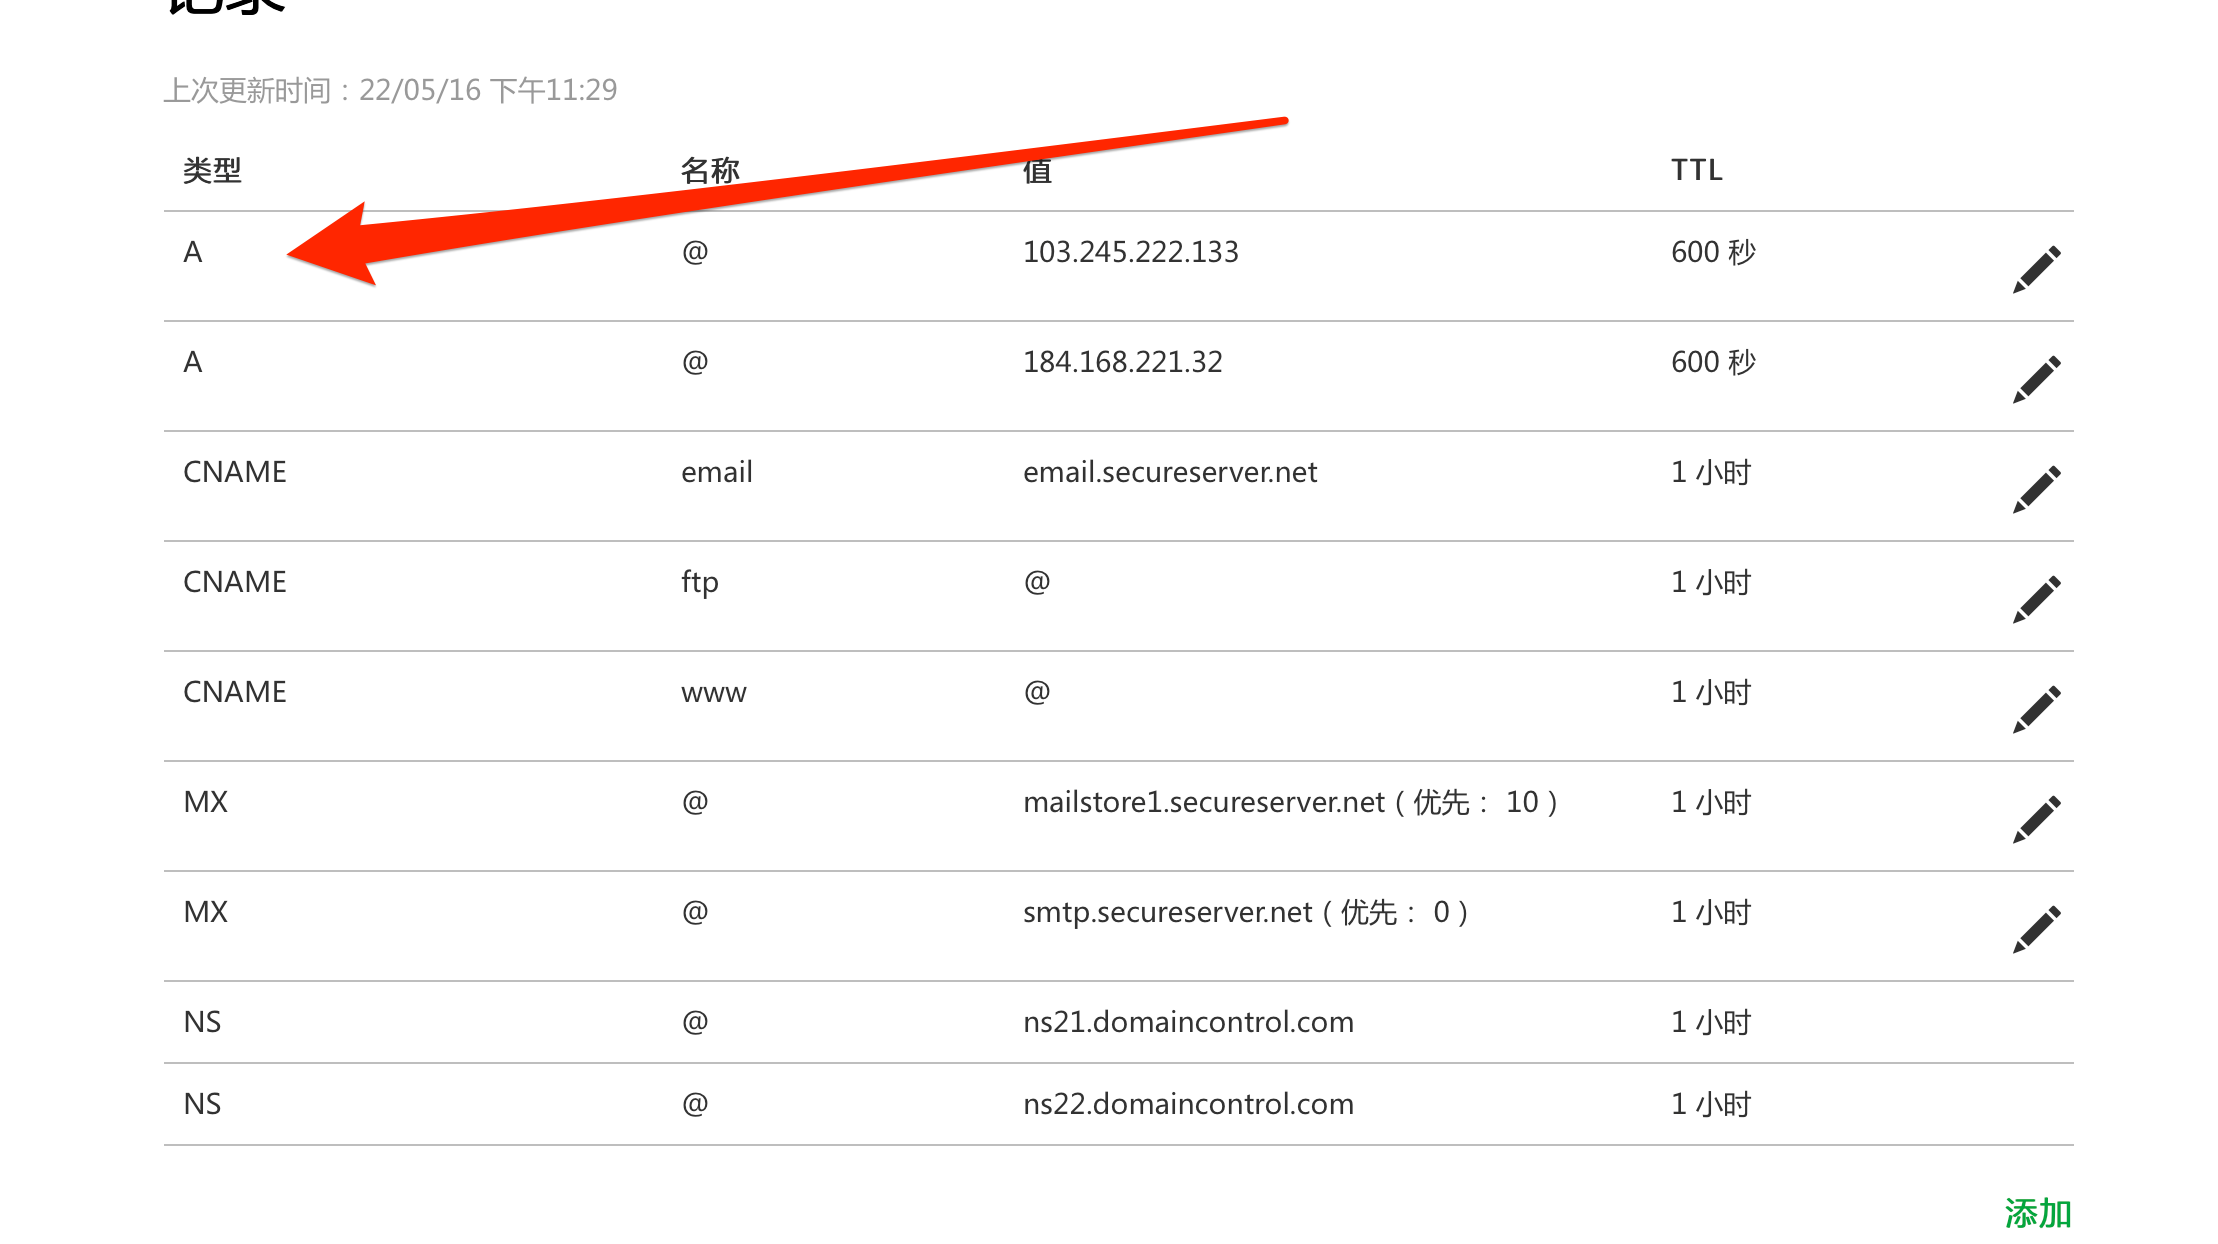 记录
上次更新时间：22/05/16 下午11:29
类型 名称 值 TTL
A @ 103.245.222.133 600 秒
A @ 184.168.221.32 600 秒
CNAME email email.secureserver.net 1 小时
CNAME ftp @ 1 小时
CNAME www @ 1 小时
MX @ mailstore1.secureserver.net（优先： 10） 1 小时
MX @ smtp.secureserver.net（优先： 0） 1 小时
NS @ ns21.domaincontrol.com 1 小时
NS @ ns22.domaincontrol.com 1 小时
添加